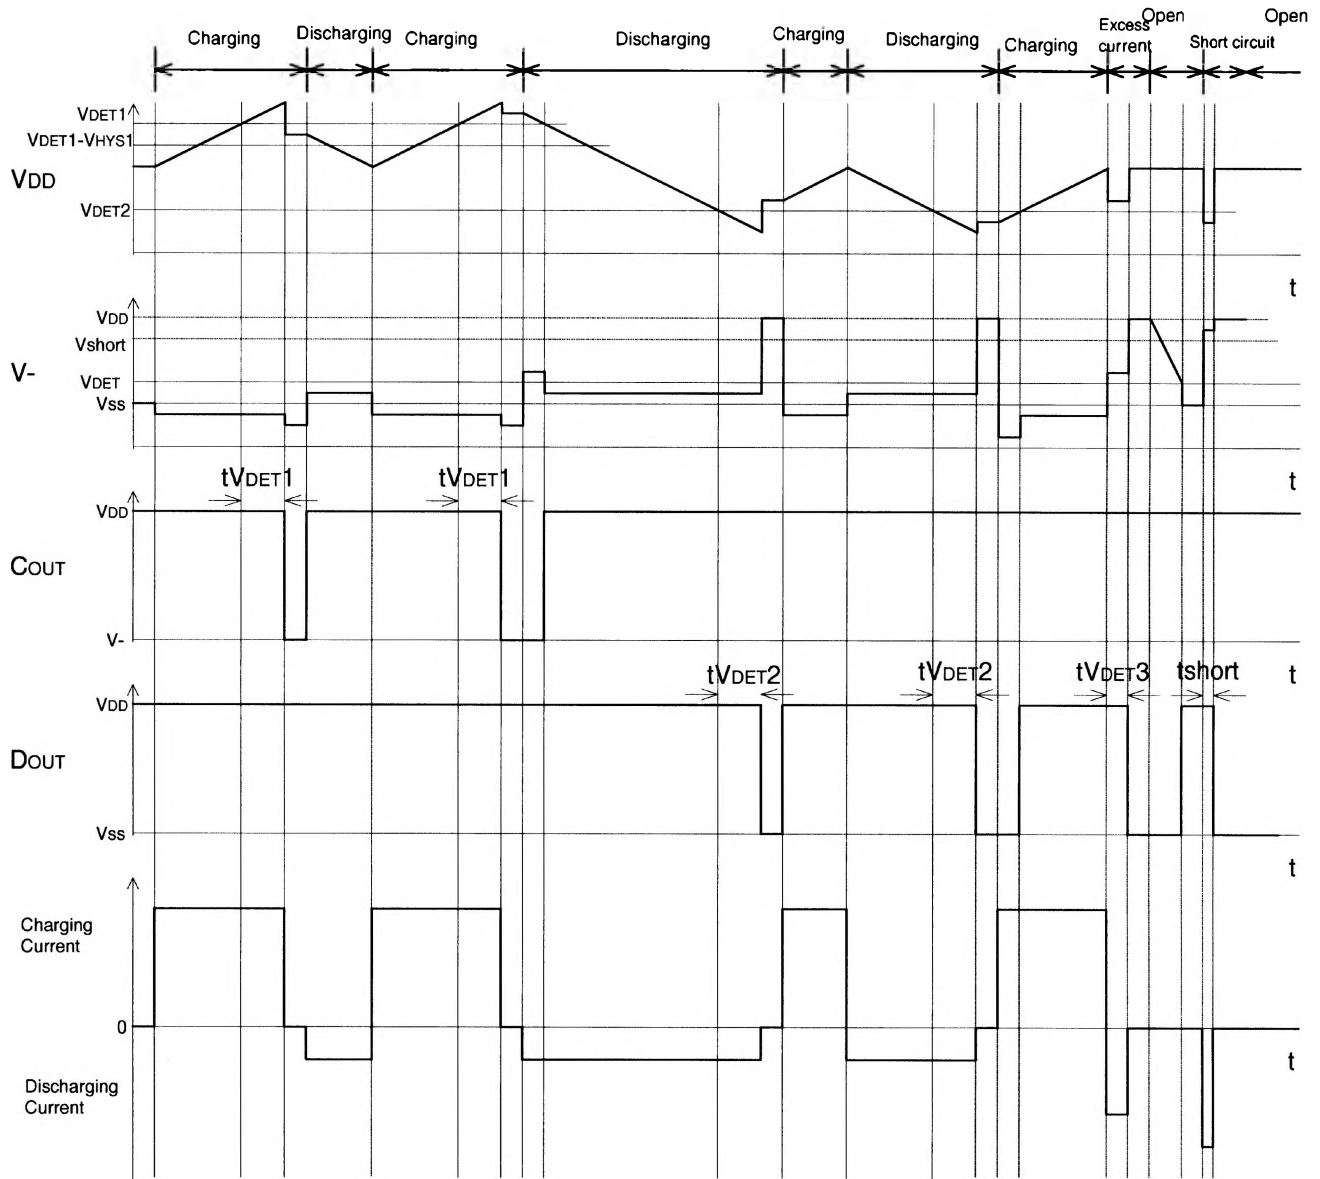 Charging
Discharging
Charging
Discharging
Charging
Discharging
Charging
Excess
current
Open
Short circuit
Open
VDET1
VDET1-VHYS1
VDD
VDET2
t
VDD
Vshort
V-
VDET
Vss
t
tVDET1
tVDET1
VDD
COUT
V-
t
tVDET2
tVDET2
tVDET3
tshort
VDD
DOUT
Vss
t
Charging
Current
0
t
Discharging
Current